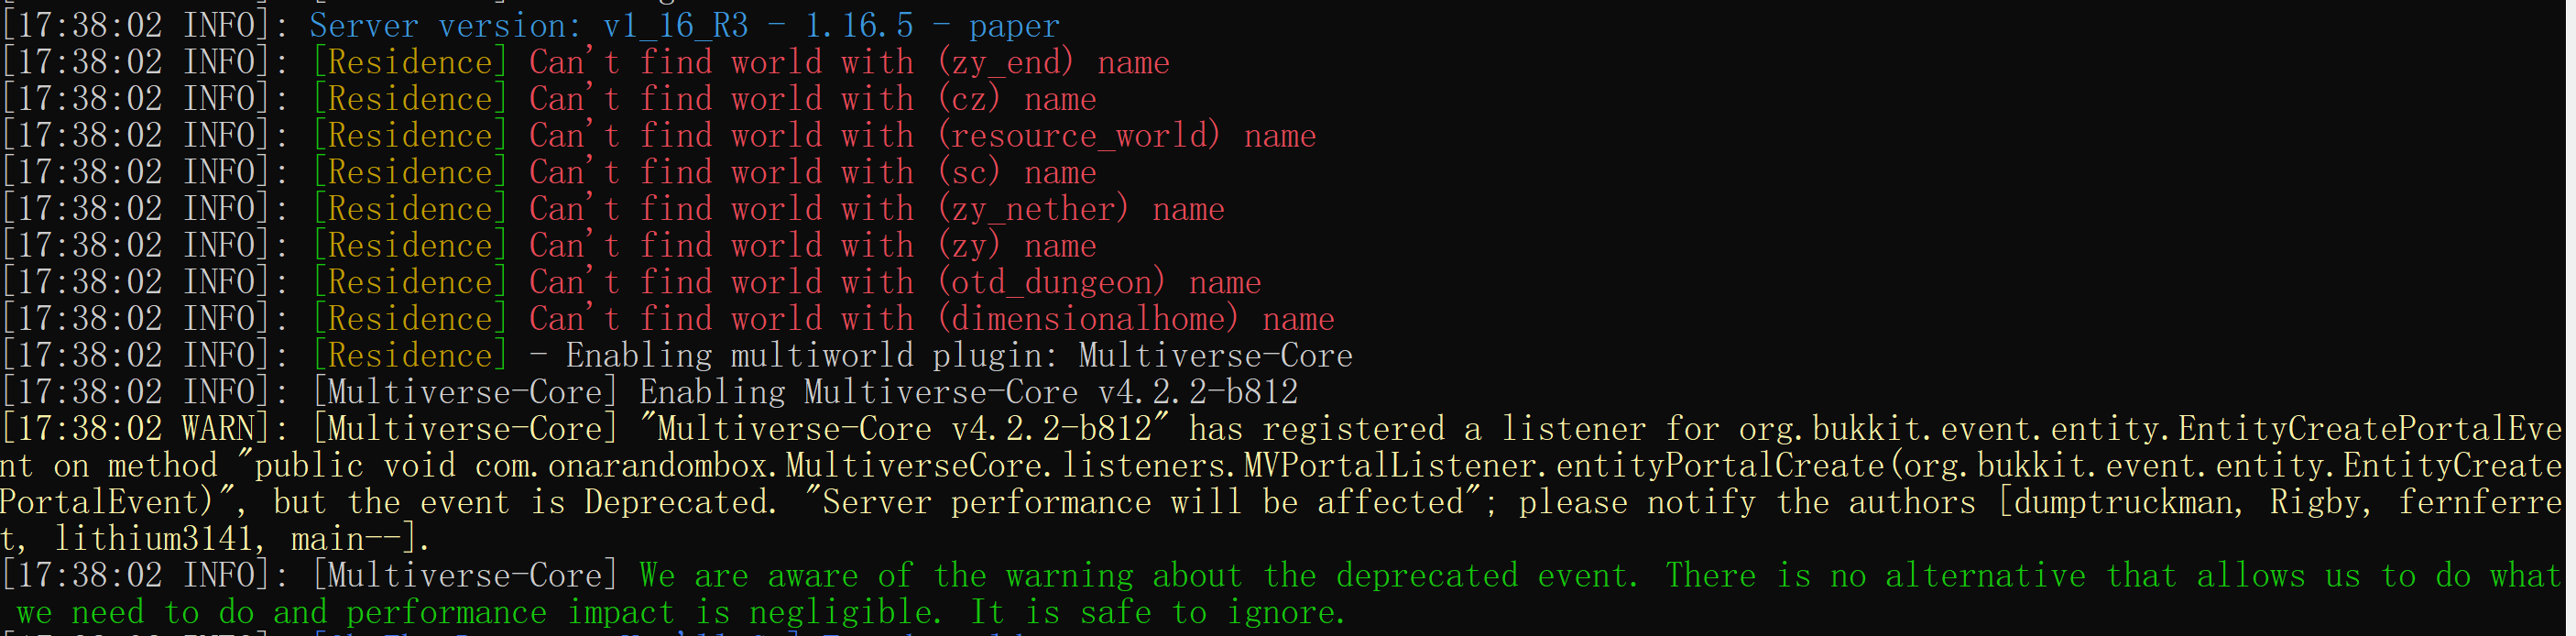 [17:38:02 INFO]: Server version: v1_16_R3 - 1.16.5 - paper
[17:38:02 INFO]: [Residence] Can't find world with (zy_end) name
[17:38:02 INFO]: [Residence] Can't find world with (cz) name
[17:38:02 INFO]: [Residence] Can't find world with (resource_world) name
[17:38:02 INFO]: [Residence] Can't find world with (sc) name
[17:38:02 INFO]: [Residence] Can't find world with (zy_nether) name
[17:38:02 INFO]: [Residence] Can't find world with (zy) name
[17:38:02 INFO]: [Residence] Can't find world with (otd_dungeon) name
[17:38:02 INFO]: [Residence] Can't find world with (dimensionalhome) name
[17:38:02 INFO]: [Residence] - Enabling multiworld plugin: Multiverse-Core
[17:38:02 INFO]: [Multiverse-Core] Enabling Multiverse-Core v4.2.2-b812
[17:38:02 WARN]: [Multiverse-Core] "Multiverse-Core v4.2.2-b812" has registered a listener for org.bukkit.event.entity.EntityCreatePortalEve
nt on method "public void com.onarandombox.MultiverseCore.listeners.MVPortalListener.entityPortalCreate(org.bukkit.event.entity.EntityCreate
PortalEvent)", but the event is Deprecated. "Server performance will be affected"; please notify the authors [dumptruckman, Rigby, fernferre
t, lithium3141, main--].
[17:38:02 INFO]: [Multiverse-Core] We are aware of the warning about the deprecated event. There is no alternative that allows us to do what
we need to do and performance impact is negligible. It is safe to ignore.